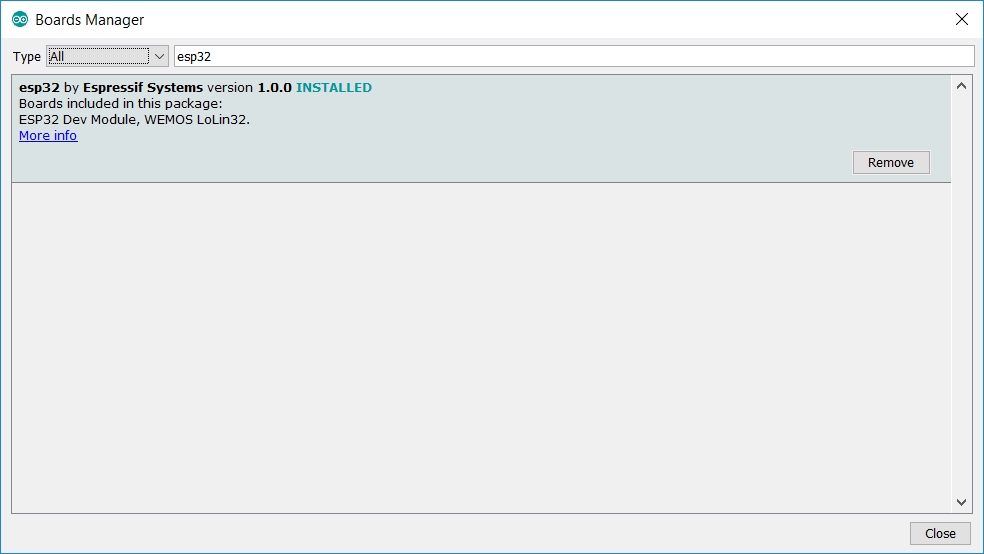 Boards Manager
Type All esp32
esp32 by Espressif Systems version 1.0.0 INSTALLED
Boards included in this package:
ESP32 Dev Module, WEMOS LoLin32.
More info
Remove
Close